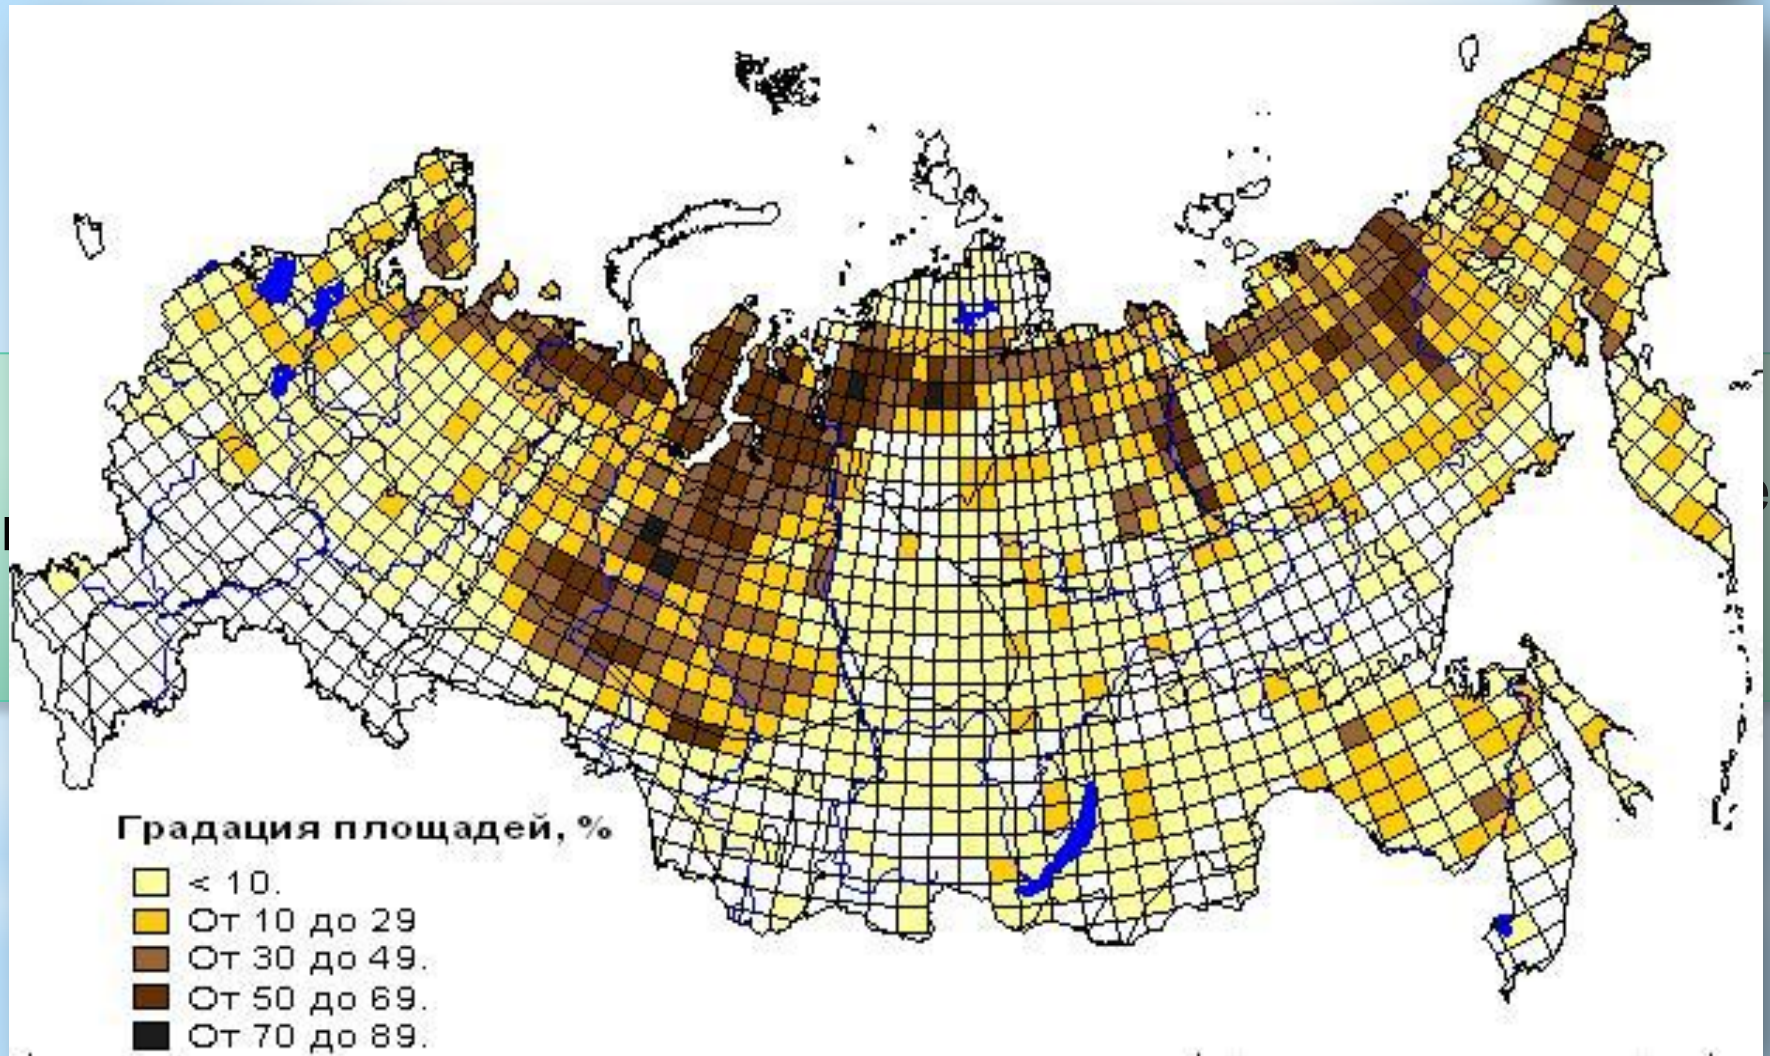 Градация площадей, %
< 10.
От 10 до 29
От 30 до 49.
От 50 до 69.
От 70 до 89.